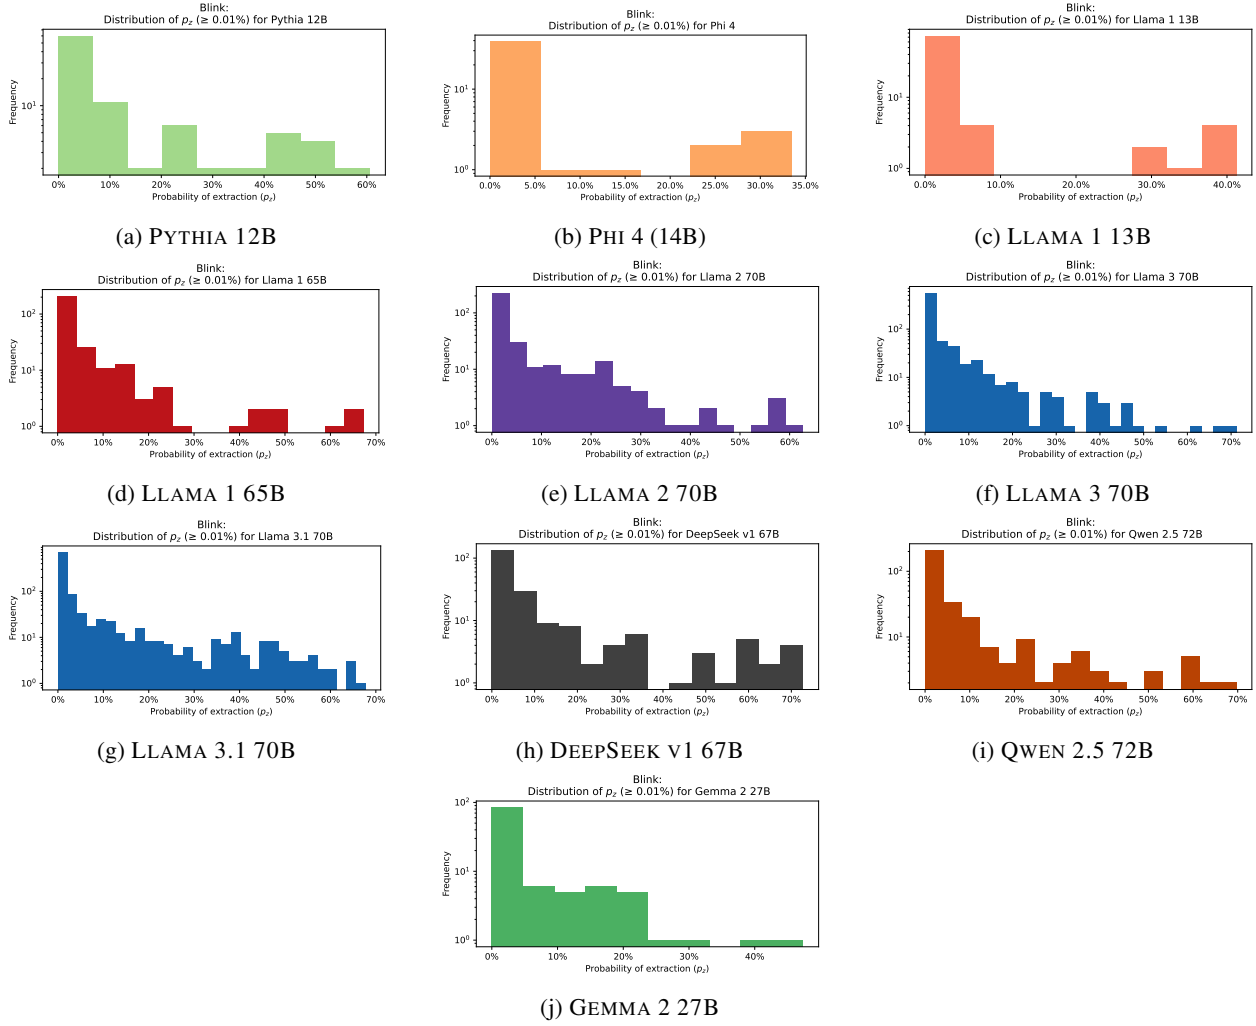 Blink:
Distribution of p_z (≥ 0.01%) for Pythia 12B
Frequency
10¹
0% 10% 20% 30% 40% 50% 60%
Probability of extraction (p_z)
(a) PYTHIA 12B
Blink:
Distribution of p_z (≥ 0.01%) for Phi 4
Frequency
10¹
10⁰
0.0% 5.0% 10.0% 15.0% 20.0% 25.0% 30.0% 35.0%
Probability of extraction (p_z)
(b) PHI 4 (14B)
Blink:
Distribution of p_z (≥ 0.01%) for Llama 1 13B
Frequency
10¹
10⁰
0.0% 10.0% 20.0% 30.0% 40.0%
Probability of extraction (p_z)
(c) LLAMA 1 13B
Blink:
Distribution of p_z (≥ 0.01%) for Llama 1 65B
Frequency
10²
10¹
10⁰
0% 10% 20% 30% 40% 50% 60% 70%
Probability of extraction (p_z)
(d) LLAMA 1 65B
Blink:
Distribution of p_z (≥ 0.01%) for Llama 2 70B
Frequency
10²
10¹
10⁰
0% 10% 20% 30% 40% 50% 60%
Probability of extraction (p_z)
(e) LLAMA 2 70B
Blink:
Distribution of p_z (≥ 0.01%) for Llama 3 70B
Frequency
10²
10¹
10⁰
0% 10% 20% 30% 40% 50% 60% 70%
Probability of extraction (p_z)
(f) LLAMA 3 70B
Blink:
Distribution of p_z (≥ 0.01%) for Llama 3.1 70B
Frequency
10²
10¹
10⁰
0% 10% 20% 30% 40% 50% 60% 70%
Probability of extraction (p_z)
(g) LLAMA 3.1 70B
Blink:
Distribution of p_z (≥ 0.01%) for DeepSeek v1 67B
Frequency
10²
10¹
10⁰
0% 10% 20% 30% 40% 50% 60% 70%
Probability of extraction (p_z)
(h) DEEPSEEK V1 67B
Blink:
Distribution of p_z (≥ 0.01%) for Qwen 2.5 72B
Frequency
10²
10¹
0% 10% 20% 30% 40% 50% 60% 70%
Probability of extraction (p_z)
(i) QWEN 2.5 72B
Blink:
Distribution of p_z (≥ 0.01%) for Gemma 2 27B
Frequency
10²
10¹
10⁰
0% 10% 20% 30% 40%
Probability of extraction (p_z)
(j) GEMMA 2 27B